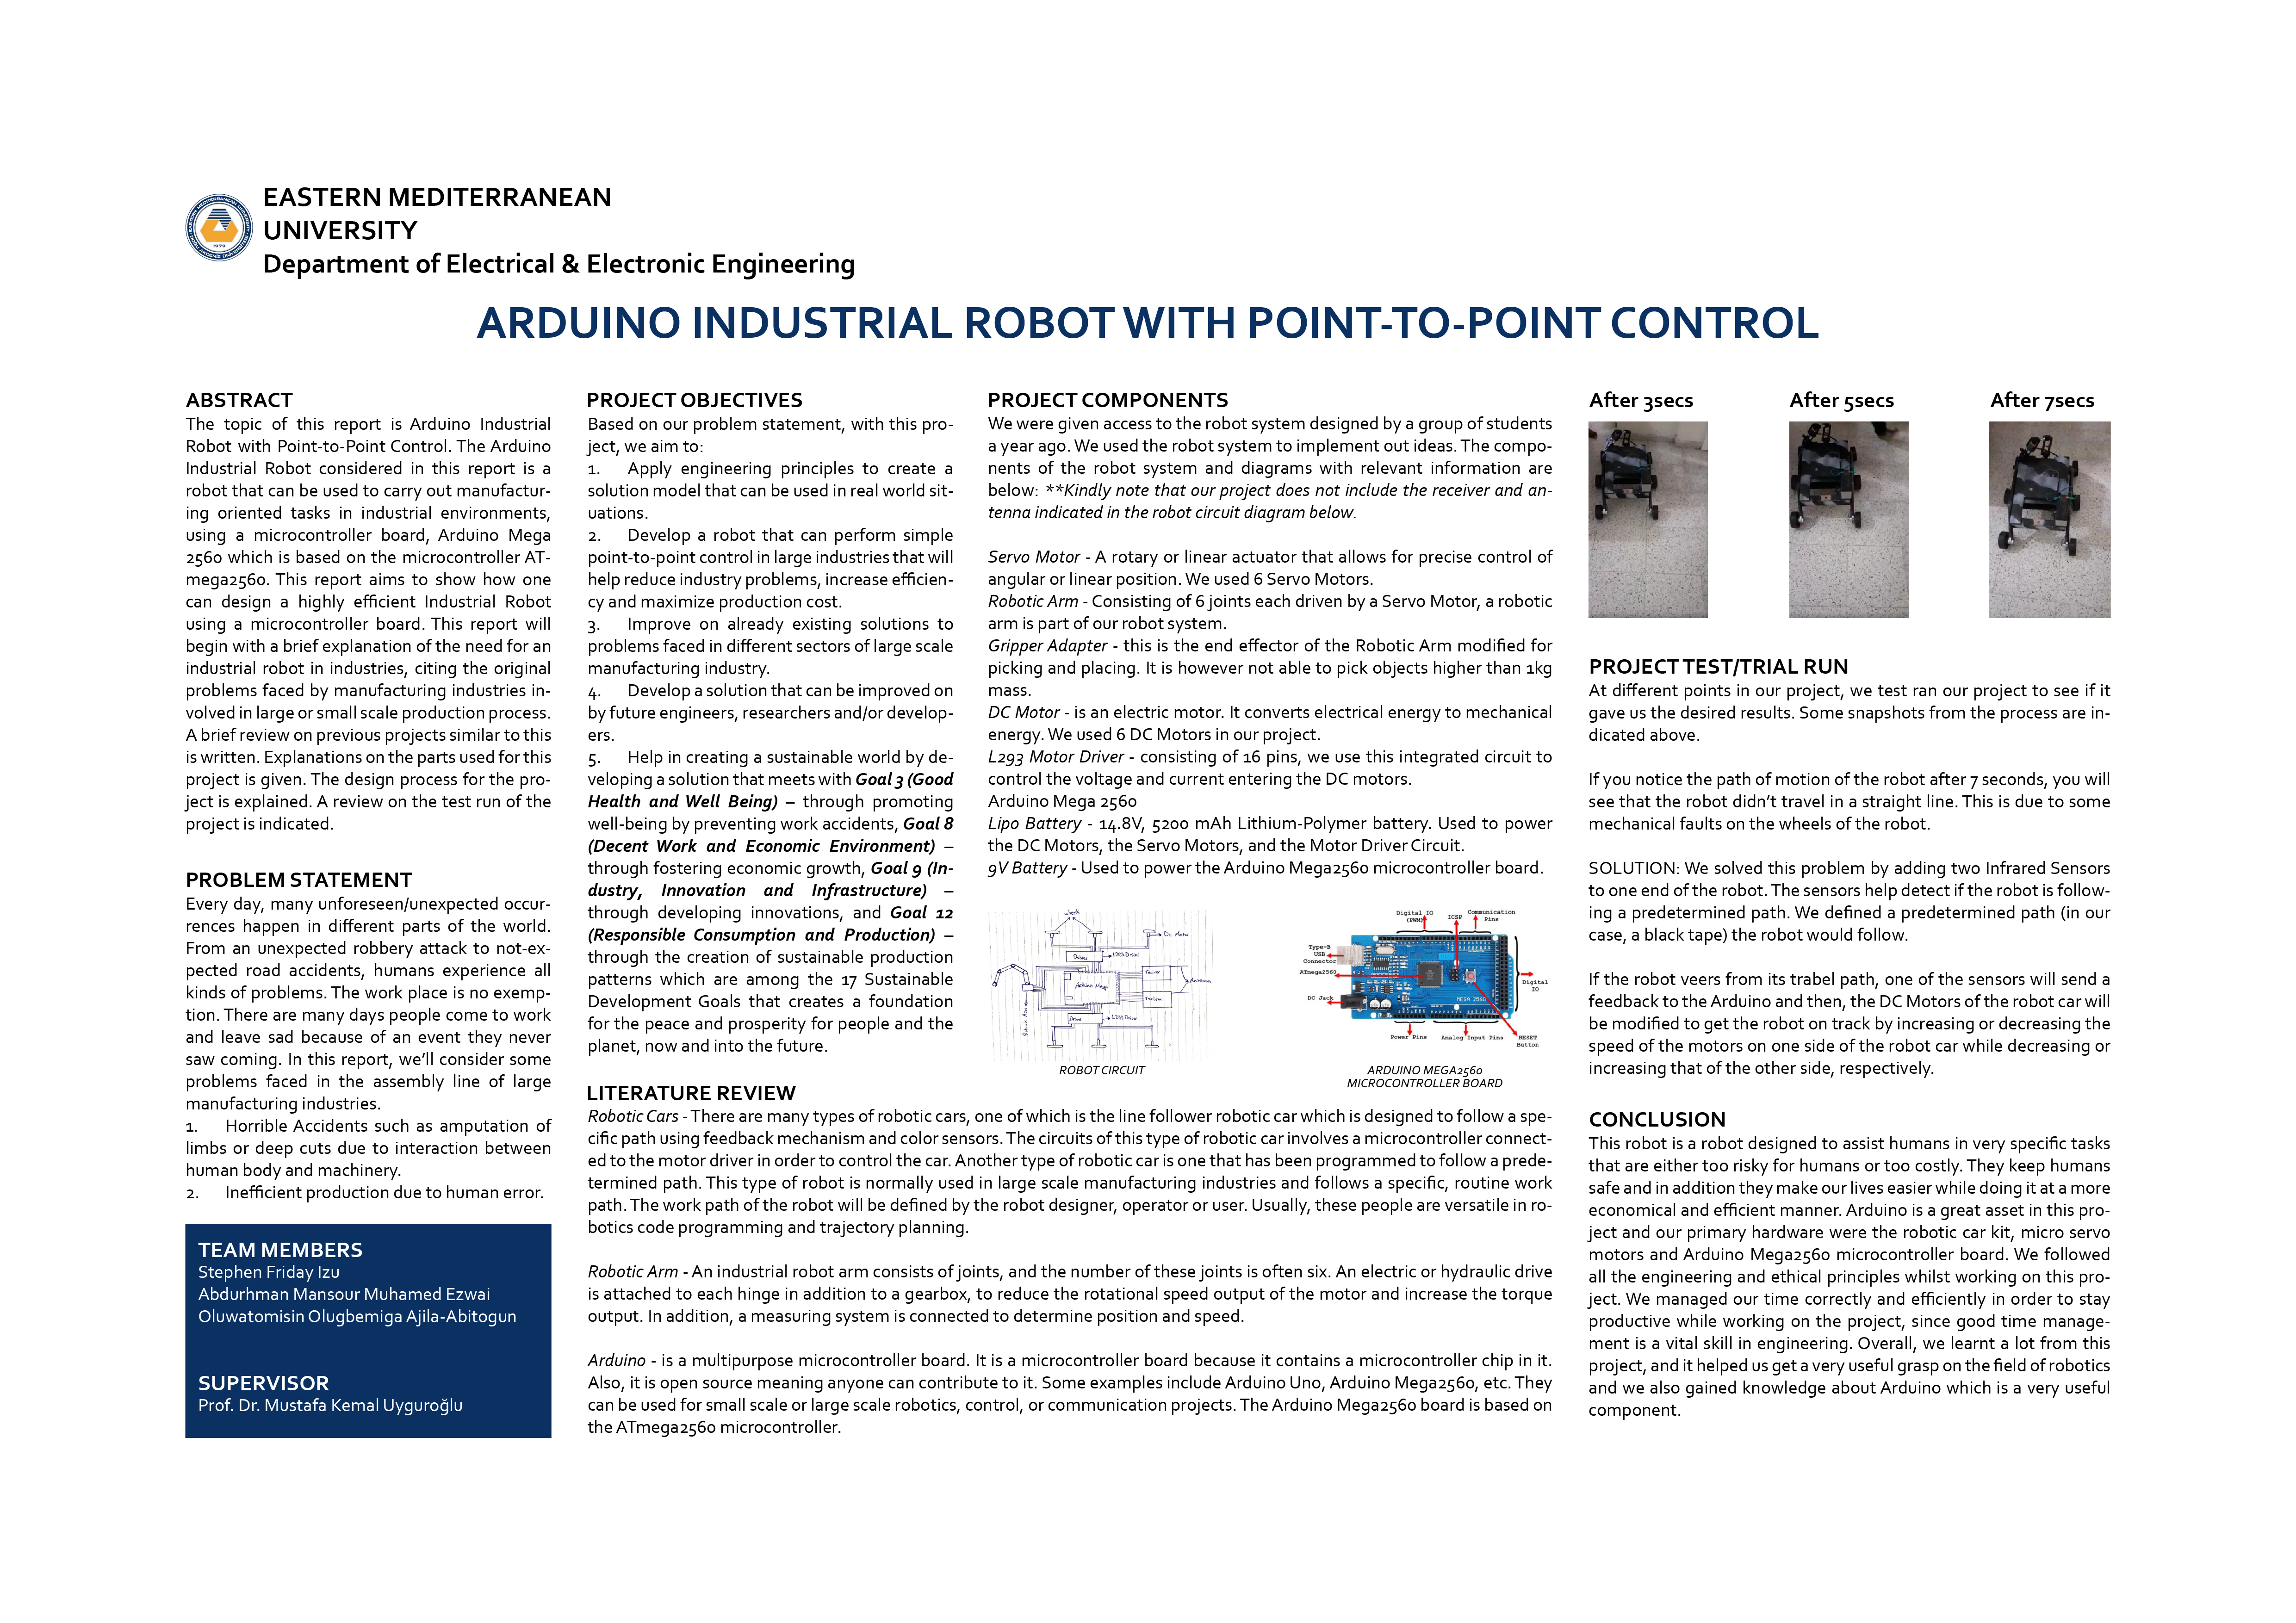 EASTERN MEDITERRANEAN
UNIVERSITY
Department of Electrical & Electronic Engineering
ARDUINO INDUSTRIAL ROBOT WITH POINT-TO-POINT CONTROL
ABSTRACT
The topic of this report is Arduino Industrial
Robot with Point-to-Point Control. The Arduino
Industrial Robot considered in this report is a
robot that can be used to carry out manufactur-
ing oriented tasks in industrial environments,
using a microcontroller board, Arduino Mega
2560 which is based on the microcontroller AT-
mega2560. This report aims to show how one
can design a highly efficient Industrial Robot
using a microcontroller board. This report will
begin with a brief explanation of the need for an
industrial robot in industries, citing the original
problems faced by manufacturing industries in-
volved in large or small scale production process.
A brief review on previous projects similar to this
is written. Explanations on the parts used for this
project is given. The design process for the pro-
ject is explained. A review on the test run of the
project is indicated.
PROBLEM STATEMENT
Every day, many unforeseen/unexpected occur-
rences happen in different parts of the world.
From an unexpected robbery attack to not-ex-
pected road accidents, humans experience all
kinds of problems. The work place is no exemp-
tion. There are many days people come to work
and leave sad because of an event they never
saw coming. In this report, we'll consider some
problems faced in the assembly line of large
manufacturing industries.
1. Horrible Accidents such as amputation of
limbs or deep cuts due to interaction between
human body and machinery.
2. Inefficient production due to human error.
TEAM MEMBERS
Stephen Friday Izu
Abdurhman Mansour Muhamed Ezwai
Oluwatomisin Olugbemiga Ajila-Abitogun
SUPERVISOR
Prof. Dr. Mustafa Kemal Uyguroğlu
PROJECT OBJECTIVES
Based on our problem statement, with this pro-
ject, we aim to:
1. Apply engineering principles to create a
solution model that can be used in real world sit-
uations.
2. Develop a robot that can perform simple
point-to-point control in large industries that will
help reduce industry problems, increase efficien-
cy and maximize production cost.
3. Improve on already existing solutions to
problems faced in different sectors of large scale
manufacturing industry.
4. Develop a solution that can be improved on
by future engineers, researchers and/or develop-
ers.
5. Help in creating a sustainable world by de-
veloping a solution that meets with Goal 3 (Good
Health and Well Being) – through promoting
well-being by preventing work accidents, Goal 8
(Decent Work and Economic Environment) –
through fostering economic growth, Goal 9 (In-
dustry, Innovation and Infrastructure) –
through developing innovations, and Goal 12
(Responsible Consumption and Production) –
through the creation of sustainable production
patterns which are among the 17 Sustainable
Development Goals that creates a foundation
for the peace and prosperity for people and the
planet, now and into the future.
PROJECT COMPONENTS
We were given access to the robot system designed by a group of students
a year ago. We used the robot system to implement out ideas. The compo-
nents of the robot system and diagrams with relevant information are
below: **Kindly note that our project does not include the receiver and an-
tenna indicated in the robot circuit diagram below.
Servo Motor - A rotary or linear actuator that allows for precise control of
angular or linear position. We used 6 Servo Motors.
Robotic Arm - Consisting of 6 joints each driven by a Servo Motor, a robotic
arm is part of our robot system.
Gripper Adapter - this is the end effector of the Robotic Arm modified for
picking and placing. It is however not able to pick objects higher than 1kg
mass.
DC Motor - is an electric motor. It converts electrical energy to mechanical
energy. We used 6 DC Motors in our project.
L293 Motor Driver - consisting of 16 pins, we use this integrated circuit to
control the voltage and current entering the DC motors.
Arduino Mega 2560
Lipo Battery - 14.8V, 5200 mAh Lithium-Polymer battery. Used to power
the DC Motors, the Servo Motors, and the Motor Driver Circuit.
9V Battery - Used to power the Arduino Mega2560 microcontroller board.
wheels
Dc Motor
Driver
L293 Driver
Arduino Mega
Robotic Arm
Driver
L293 Driver
ROBOT CIRCUIT
Digital IO
(PWM)
ICSP
Communication
Pins
Type-B
USB
Connector
ATmega2560
DC Jack
Digital
IO
MEGA 2560
Power Pins
Analog Input Pins
RESET
Button
ARDUINO MEGA2560
MICROCONTROLLER BOARD
LITERATURE REVIEW
Robotic Cars - There are many types of robotic cars, one of which is the line follower robotic car which is designed to follow a spe-
cific path using feedback mechanism and color sensors. The circuits of this type of robotic car involves a microcontroller connect-
ed to the motor driver in order to control the car. Another type of robotic car is one that has been programmed to follow a prede-
termined path. This type of robot is normally used in large scale manufacturing industries and follows a specific, routine work
path. The work path of the robot will be defined by the robot designer, operator or user. Usually, these people are versatile in ro-
botics code programming and trajectory planning.
Robotic Arm - An industrial robot arm consists of joints, and the number of these joints is often six. An electric or hydraulic drive
is attached to each hinge in addition to a gearbox, to reduce the rotational speed output of the motor and increase the torque
output. In addition, a measuring system is connected to determine position and speed.
Arduino - is a multipurpose microcontroller board. It is a microcontroller board because it contains a microcontroller chip in it.
Also, it is open source meaning anyone can contribute to it. Some examples include Arduino Uno, Arduino Mega2560, etc. They
can be used for small scale or large scale robotics, control, or communication projects. The Arduino Mega2560 board is based on
the ATmega2560 microcontroller.
After 3secs
After 5secs
After 7secs
PROJECT TEST/TRIAL RUN
At different points in our project, we test ran our project to see if it
gave us the desired results. Some snapshots from the process are in-
dicated above.
If you notice the path of motion of the robot after 7 seconds, you will
see that the robot didn't travel in a straight line. This is due to some
mechanical faults on the wheels of the robot.
SOLUTION: We solved this problem by adding two Infrared Sensors
to one end of the robot. The sensors help detect if the robot is follow-
ing a predetermined path. We defined a predetermined path (in our
case, a black tape) the robot would follow.
If the robot veers from its trabel path, one of the sensors will send a
feedback to the Arduino and then, the DC Motors of the robot car will
be modified to get the robot on track by increasing or decreasing the
speed of the motors on one side of the robot car while decreasing or
increasing that of the other side, respectively.
CONCLUSION
This robot is a robot designed to assist humans in very specific tasks
that are either too risky for humans or too costly. They keep humans
safe and in addition they make our lives easier while doing it at a more
economical and efficient manner. Arduino is a great asset in this pro-
ject and our primary hardware were the robotic car kit, micro servo
motors and Arduino Mega2560 microcontroller board. We followed
all the engineering and ethical principles whilst working on this pro-
ject. We managed our time correctly and efficiently in order to stay
productive while working on the project, since good time manage-
ment is a vital skill in engineering. Overall, we learnt a lot from this
project, and it helped us get a very useful grasp on the field of robotics
and we also gained knowledge about Arduino which is a very useful
component.